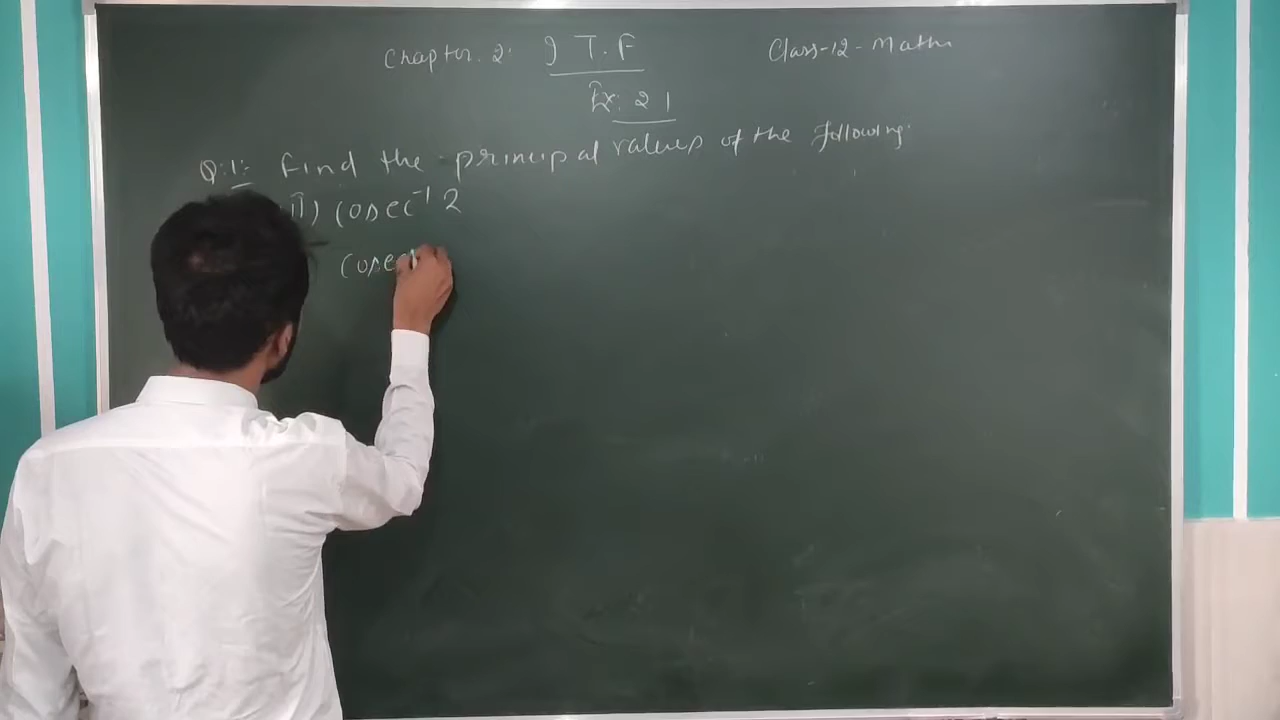 Chapter. 2. I T.F Class-12-Maths
Ex: 2 1
Q.1:- Find the principal values of the following.
ii) Cosec⁻¹ 2
Cosec